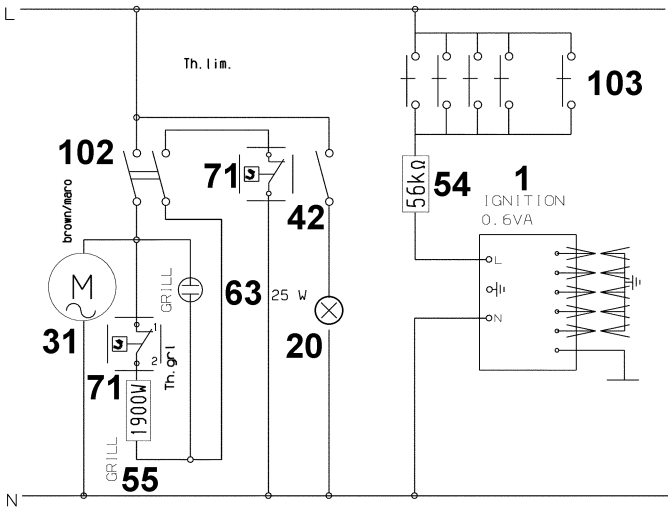 L
Th.lim.
103
102
71
54
56kΩ
1
IGNITION
0.6VA
brown/maro
42
L
M
GRILL
63
25 W
N
31
20
1
2
71
Th.grl
1900W
GRILL
55
N